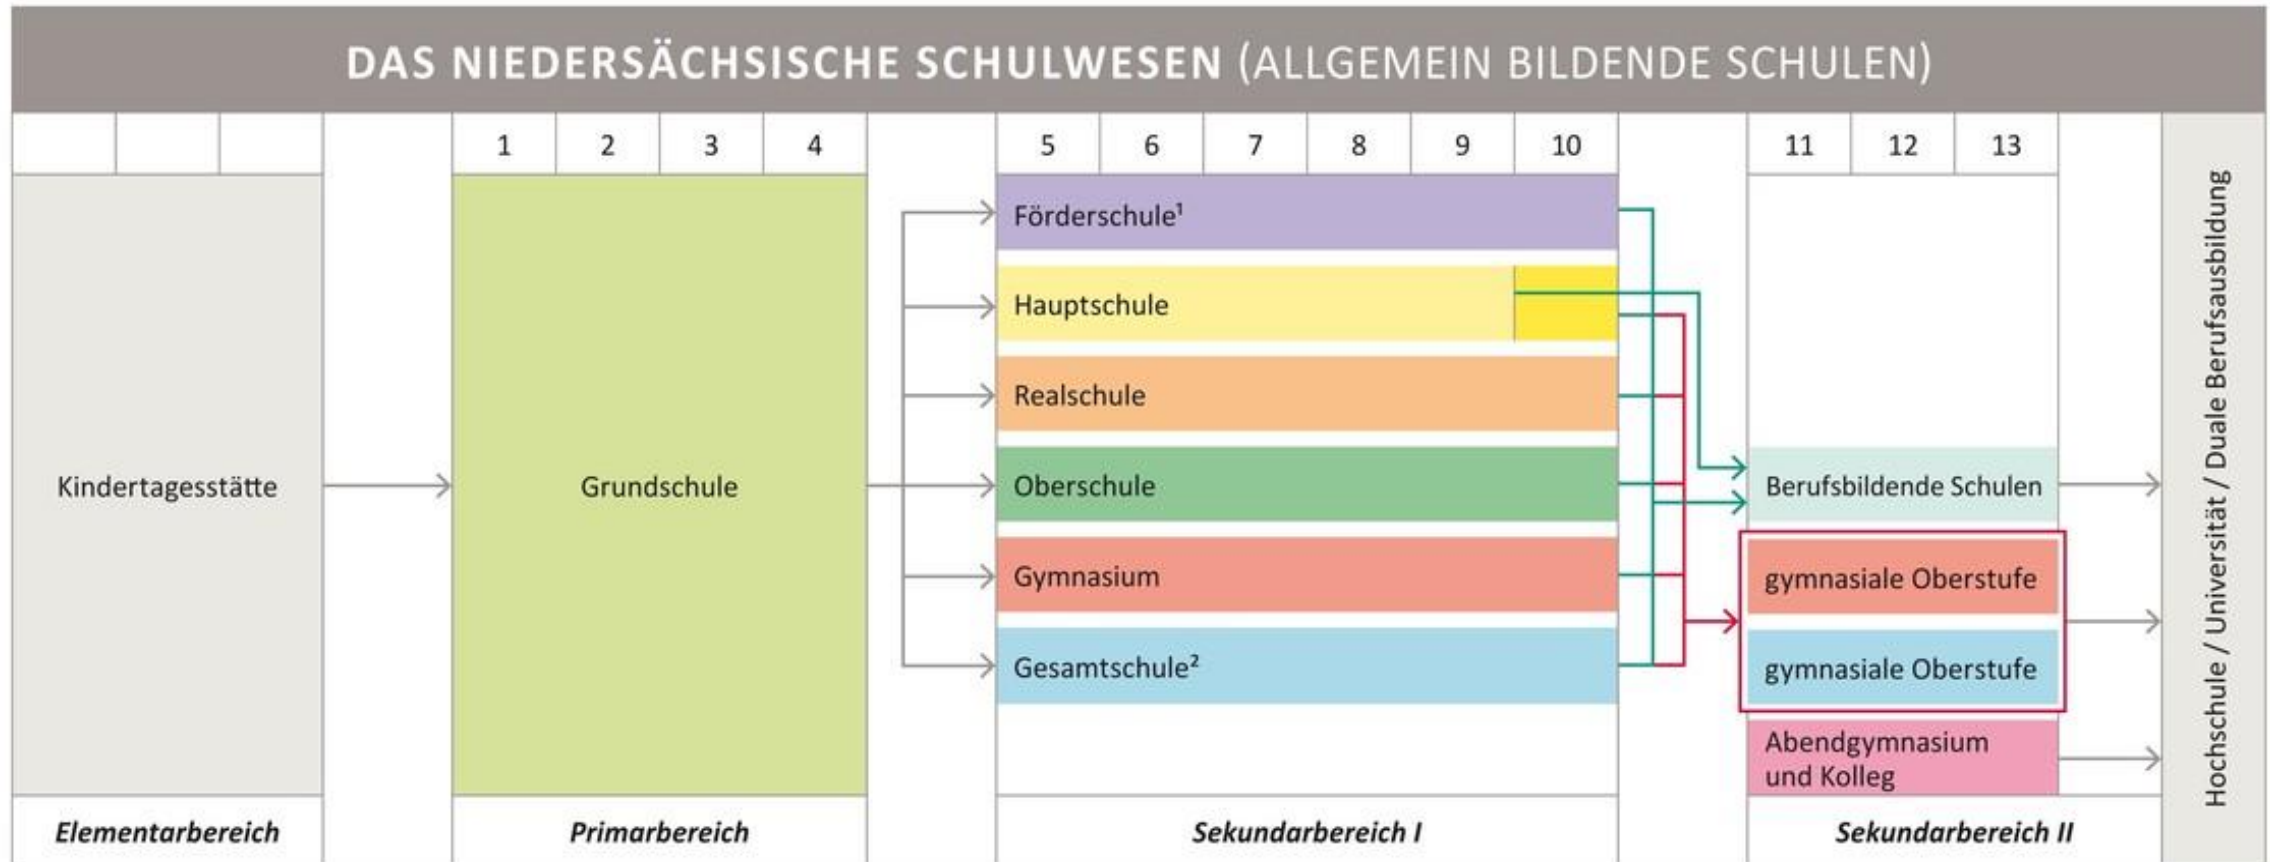 DAS NIEDERSÄCHSISCHE SCHULWESEN (ALLGEMEIN BILDENDE SCHULEN)
1 2 3 4 5 6 7 8 9 10 11 12 13
Kindertagesstätte
Grundschule
Förderschule¹
Hauptschule
Realschule
Oberschule
Gymnasium
Gesamtschule²
Berufsbildende Schulen
gymnasiale Oberstufe
gymnasiale Oberstufe
Abendgymnasium
und Kolleg
Hochschule / Universität / Duale Berufsausbildung
Elementarbereich
Primarbereich
Sekundarbereich I
Sekundarbereich II